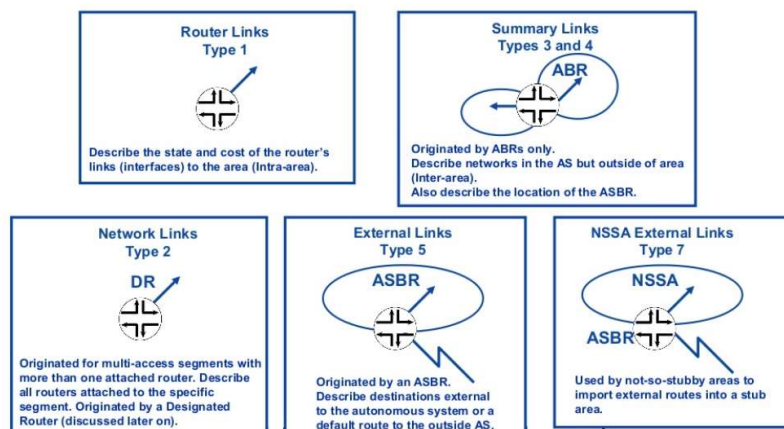 Router Links
Type 1
Describe the state and cost of the router's
links (interfaces) to the area (Intra-area).
Summary Links
Types 3 and 4
ABR
Originated by ABRs only.
Describe networks in the AS but outside of area
(Inter-area).
Also describe the location of the ASBR.
Network Links
Type 2
DR
Originated for multi-access segments with
more than one attached router. Describe
all routers attached to the specific
segment. Originated by a Designated
Router (discussed later on).
External Links
Type 5
ASBR
Originated by an ASBR.
Describe destinations external
to the autonomous system or a
default route to the outside AS.
NSSA External Links
Type 7
NSSA
ASBR
Used by not-so-stubby areas to
import external routes into a stub
area.